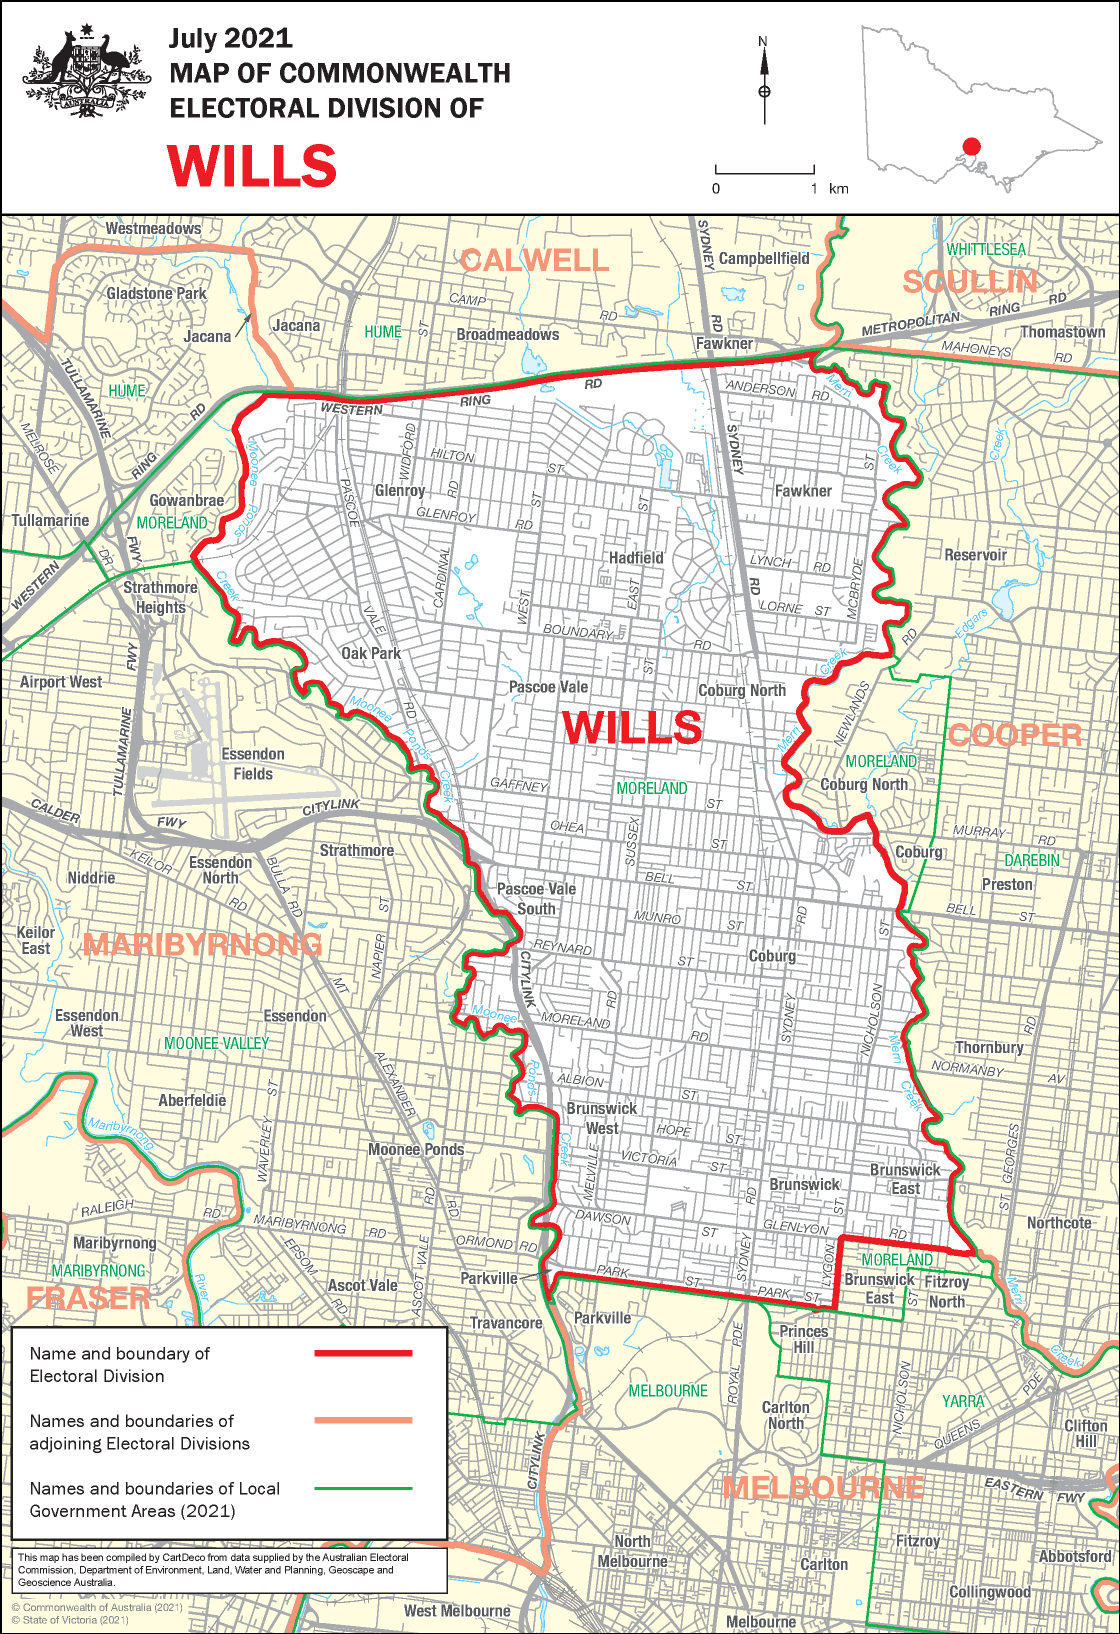 July 2021
MAP OF COMMONWEALTH
ELECTORAL DIVISION OF
WILLS
AUSTRALIA
N
0 1 km
Westmeadows
CALWELL
SYDNEY
Campbellfield
WHITTLESEA
SCULLIN
Gladstone Park
CAMP
RD
Jacana
Jacana
HUME
ST
Broadmeadows
RD
Fawkner
METROPOLITAN
RING
RD
Thomastown
MAHONEYS
RD
TULLAMARINE
HUME
RD
RING
RD
RING
WESTERN
ANDERSON
RD
Merri
MELROSE
Moonee
WIDFORD
HILTON
ST
SYDNEY
ST
Creek
Creek
Gowanbrae
PASCOE
Glenroy
RD
ST
ST
Fawkner
Tullamarine
MORELAND
Ponds
GLENROY
RD
FWY
DR
Hadfield
LYNCH
RD
Reservoir
WESTERN
Strathmore
Heights
Creek
CARDINAL
RD
LORNE
ST
MCBRYDE
VALE
WEST
EAST
Edgars
BOUNDARY
RD
Creek
RD
FWY
Oak Park
Airport West
Pascoe Vale
ST
Coburg North
RD
Moonee
Ponds
WILLS
NEWLANDS
COOPER
TULLAMARINE
Essendon
Fields
Merri
MORELAND
Coburg North
Creek
GAFFNEY
MORELAND
ST
CALDER
FWY
CITYLINK
OHEA
ST
SUSSEX
MURRAY
RD
KEILOR
Essendon
North
BULLA
Strathmore
Coburg
DAREBIN
Niddrie
RD
RD
ST
Pascoe Vale
South
BELL
ST
Preston
MUNRO
ST
RD
ST
BELL
ST
Keilor
East
MARIBYRNONG
NAPIER
REYNARD
ST
Coburg
MT
CITYLINK
Essendon
West
Essendon
Moonee
MORELAND
RD
RD
SYDNEY
NICHOLSON
RD
MOONEE VALLEY
Merri
Thornbury
NORMANBY
AV
ALEXANDER
Ponds
ALBION
ST
Creek
Aberfeldie
ST
Brunswick
West
Maribyrnong
WAVERLEY
Moonee Ponds
Creek
HOPE
ST
VICTORIA
ST
Brunswick
East
GEORGES
MELVILLE
RALEIGH
RD
RD
RD
Brunswick
ST
ST
Northcote
MARIBYRNONG
RD
ORMOND
RD
DAWSON
ST
RD
GLENLYON
RD
Maribyrnong
EPSOM
SYDNEY
LYGON
MORELAND
MARIBYRNONG
River
Ascot Vale
VALE
Parkville
PARK
ST
PARK
ST
Brunswick
East
ST
Fitzroy
North
Merri
FRASER
RD
ASCOT
Travancore
Parkville
Princes
Hill
Creek
Name and boundary of
Electoral Division
PDE
ROYAL
MELBOURNE
Carlton
North
NICHOLSON
YARRA
PDE
Names and boundaries of
adjoining Electoral Divisions
QUEENS
Clifton
Hill
CITYLINK
MELBOURNE
EASTERN
FWY
Names and boundaries of Local
Government Areas (2021)
North
Melbourne
Fitzroy
Carlton
Abbotsford
This map has been compiled by CartDeco from data supplied by the Australian Electoral
Commission, Department of Environment, Land, Water and Planning, Geoscape and
Geoscience Australia.
Collingwood
© Commonwealth of Australia (2021)
© State of Victoria (2021)
West Melbourne
Melbourne